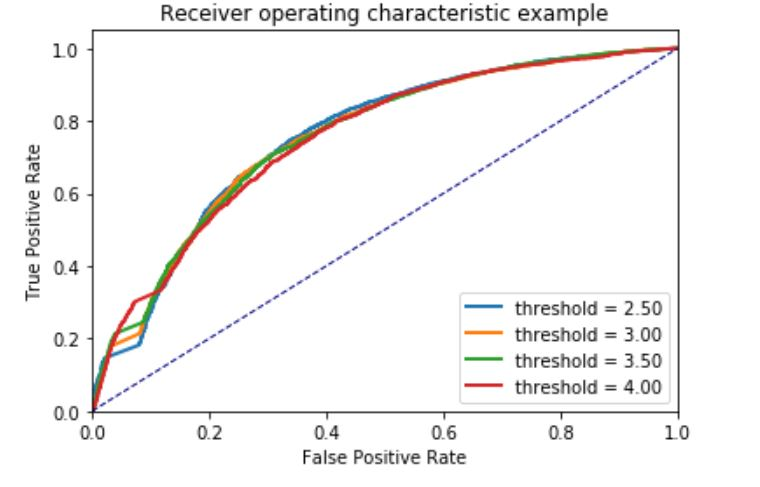 Receiver operating characteristic example
True Positive Rate
1.0
0.8
0.6
0.4
0.2
0.0
threshold = 2.50
threshold = 3.00
threshold = 3.50
threshold = 4.00
0.0 0.2 0.4 0.6 0.8 1.0
False Positive Rate